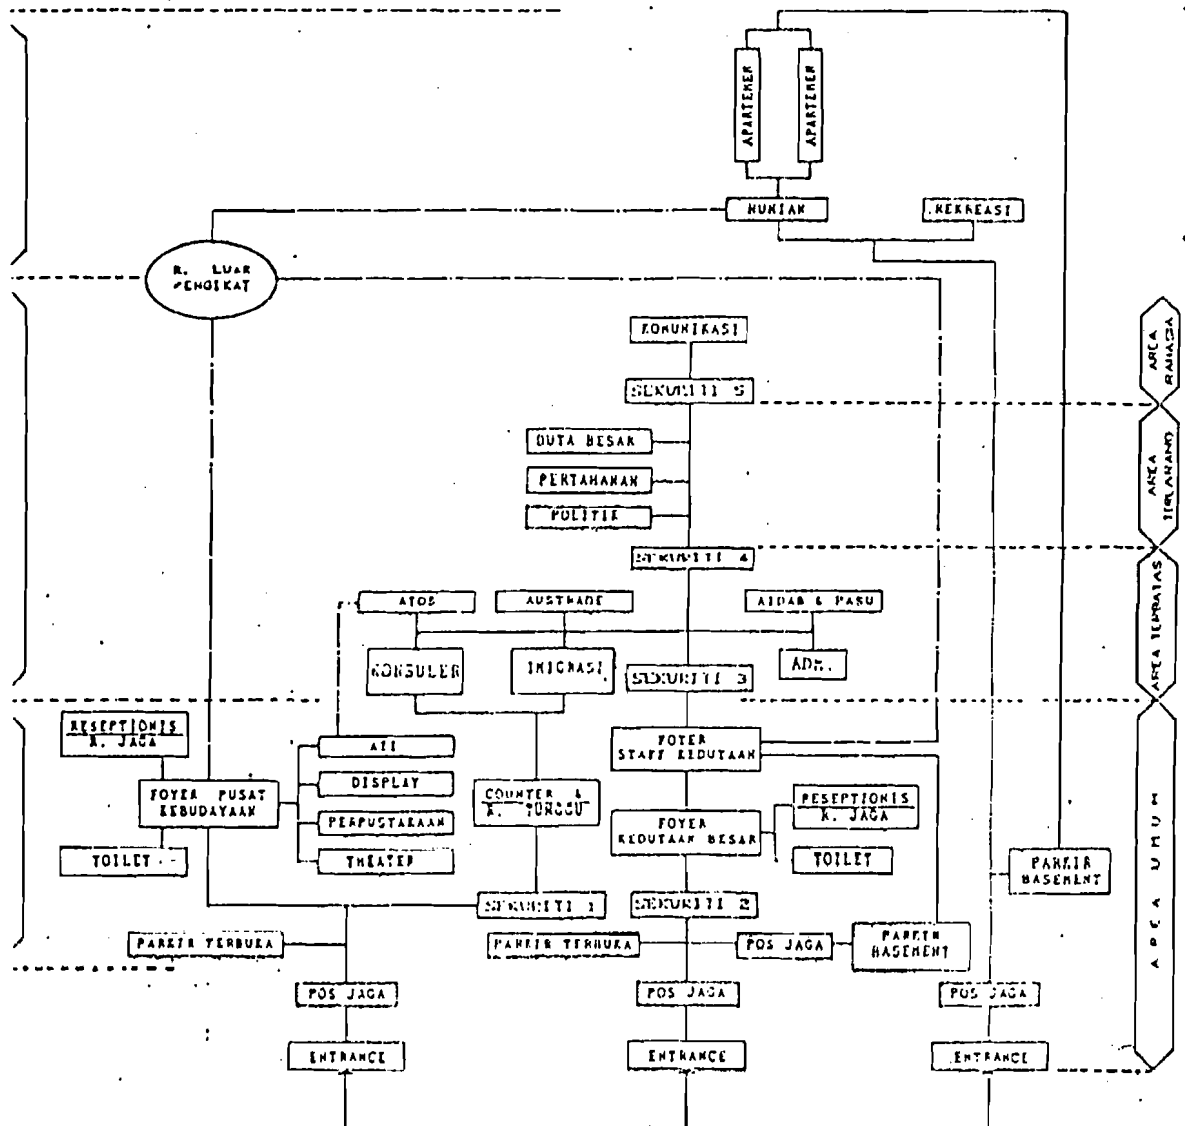 APARTEMEN
APARTEMEN
HUNIAN
REKREASI
R. LUAR
PENGIKAT
KOMUNIKASI
SEKURITI 5
AREA
RAHASIA
DUTA BESAR
PERTAHANAN
POLITIK
AREA
TERLARANG
SEKURITI 4
AUSTRADE
AIDAB & PASU
KONSULER
IMIGRASI
ADM.
SEKURITI 3
AREA TERBATAS
RESEPTIONIS
R. JAGA
DISPLAY
PERPUSTAKAAN
THEATER
FOYER PUSAT
KEBUDAYAAN
TOILET
COUNTER &
R. TUNGGU
FOYER
STAFF KEDUTAAN
FOYER
KEDUTAAN BESAR
RESEPTIONIS
R. JAGA
TOILET
PARKIR
BASEMENT
SEKURITI 1
SEKURITI 2
PARKIR TERBUKA
PARKIR TERBUKA
POS JAGA
PARKIR
BASEMENT
AREA UMUM
POS JAGA
POS JAGA
POS JAGA
ENTRANCE
ENTRANCE
ENTRANCE